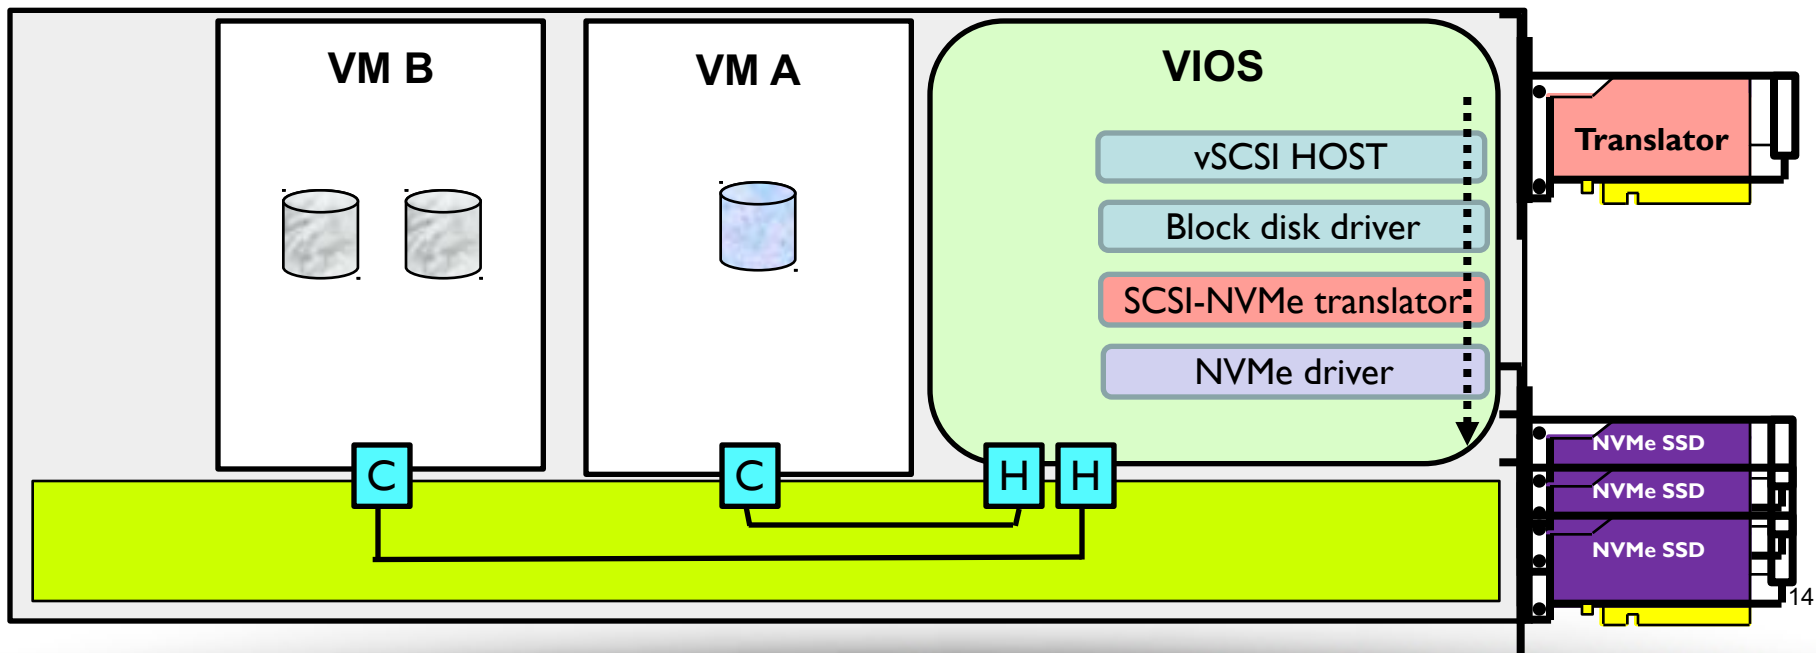 VM B
VM A
VIOS
vSCSI HOST
Block disk driver
SCSI-NVMe translator
NVMe driver
C
C
H
H
Translator
NVMe SSD
NVMe SSD
NVMe SSD
14